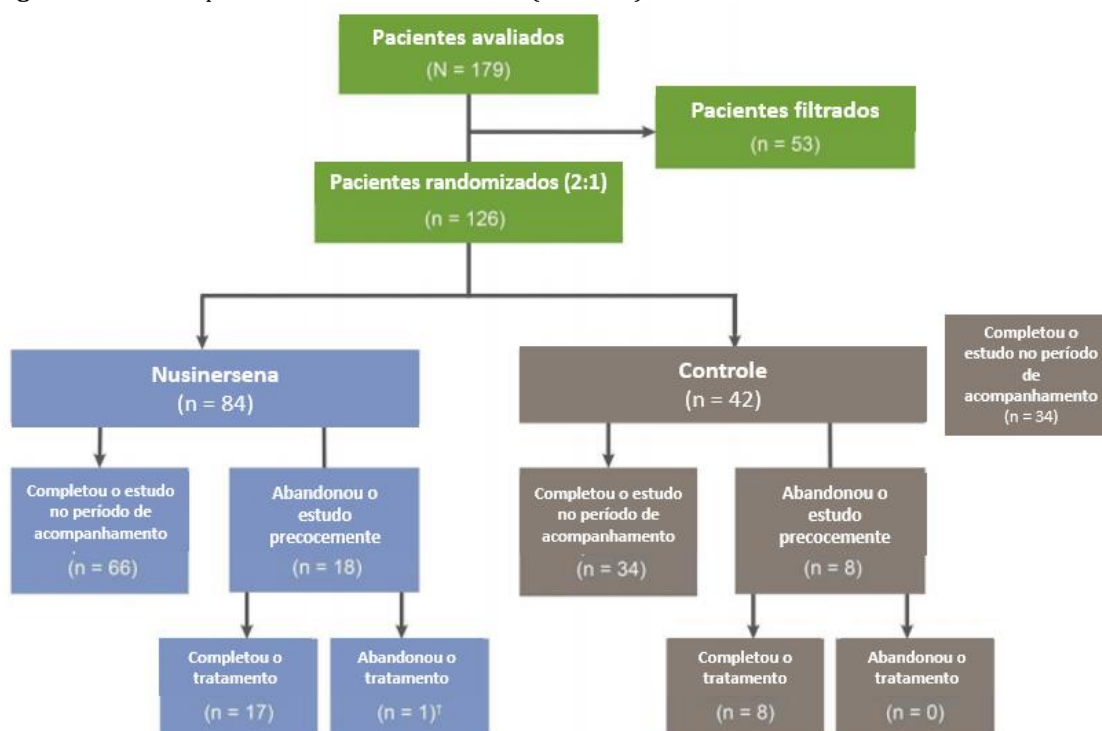 Pacientes avaliados
(N = 179)
Pacientes filtrados
(n = 53)
Pacientes randomizados (2:1)
(n = 126)
Nusinersena
(n = 84)
Controle
(n = 42)
Completou o
estudo no período
de
acompanhamento
(n = 34)
Completou o estudo
no período de
acompanhamento
(n = 66)
Abandonou o
estudo
precocemente
(n = 18)
Completou o estudo
no período de
acompanhamento
(n = 34)
Abandonou o
estudo
precocemente
(n = 8)
Completou o
tratamento
(n = 17)
Abandonou o
tratamento
(n = 1)†
Completou o
tratamento
(n = 8)
Abandonou o
tratamento
(n = 0)